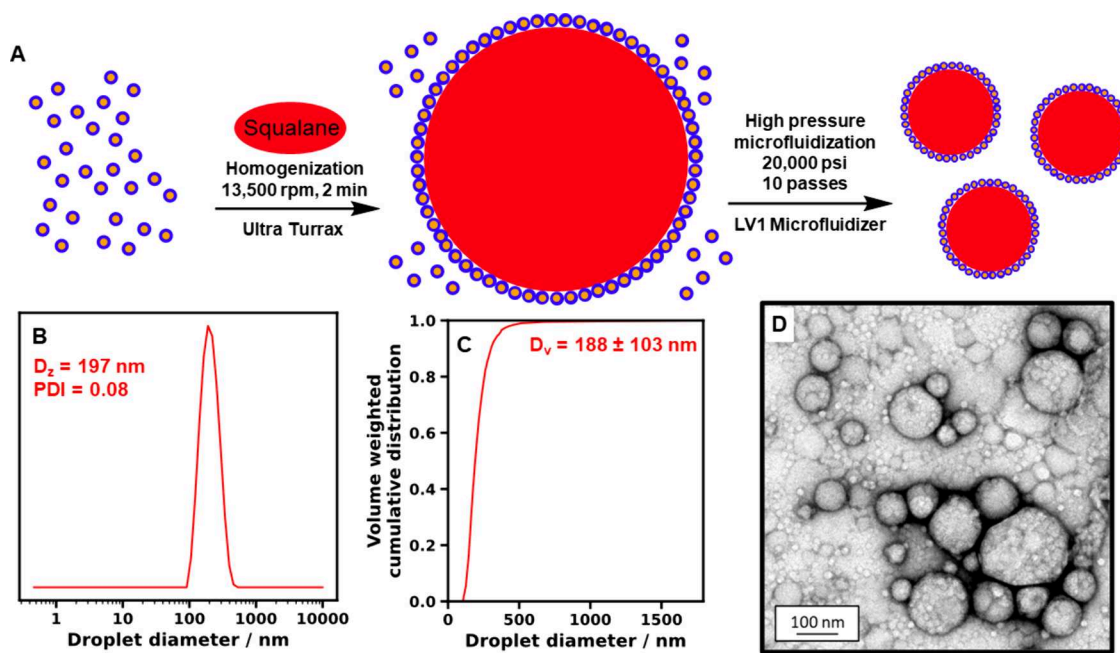 A
Squalane
Homogenization
13,500 rpm, 2 min
Ultra Turrax
High pressure
microfluidization
20,000 psi
10 passes
LV1 Microfluidizer
B
D_z = 197 nm
PDI = 0.08
1 10 100 1000 10000
Droplet diameter / nm
C
D_v = 188 ± 103 nm
Volume weighted
cumulative distribution
1.0
0.8
0.6
0.4
0.2
0.0
0 500 1000 1500
Droplet diameter / nm
D
100 nm